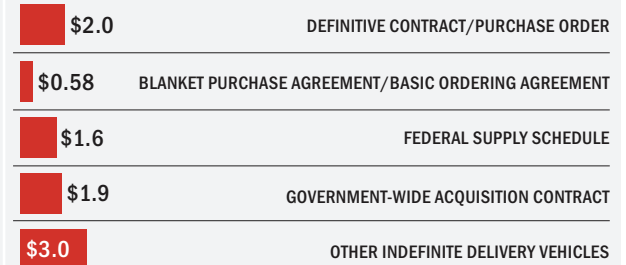 $2.0 DEFINITIVE CONTRACT/PURCHASE ORDER
$0.58 BLANKET PURCHASE AGREEMENT/BASIC ORDERING AGREEMENT
$1.6 FEDERAL SUPPLY SCHEDULE
$1.9 GOVERNMENT-WIDE ACQUISITION CONTRACT
$3.0 OTHER INDEFINITE DELIVERY VEHICLES